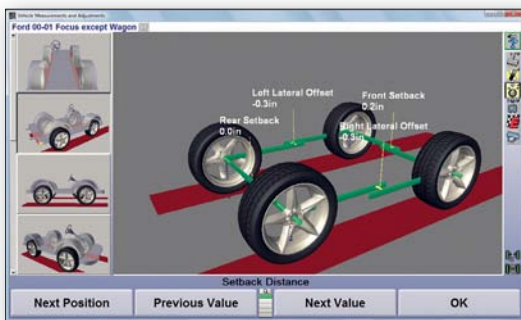 Vehicle Measurements and Adjustments
Ford 00-01 Focus except Wagon
Left Lateral Offset
-0.3in
Front Setback
0.2in
Rear Setback
0.0in
Right Lateral Offset
-0.3in
Setback Distance
Next Position
Previous Value
Next Value
OK